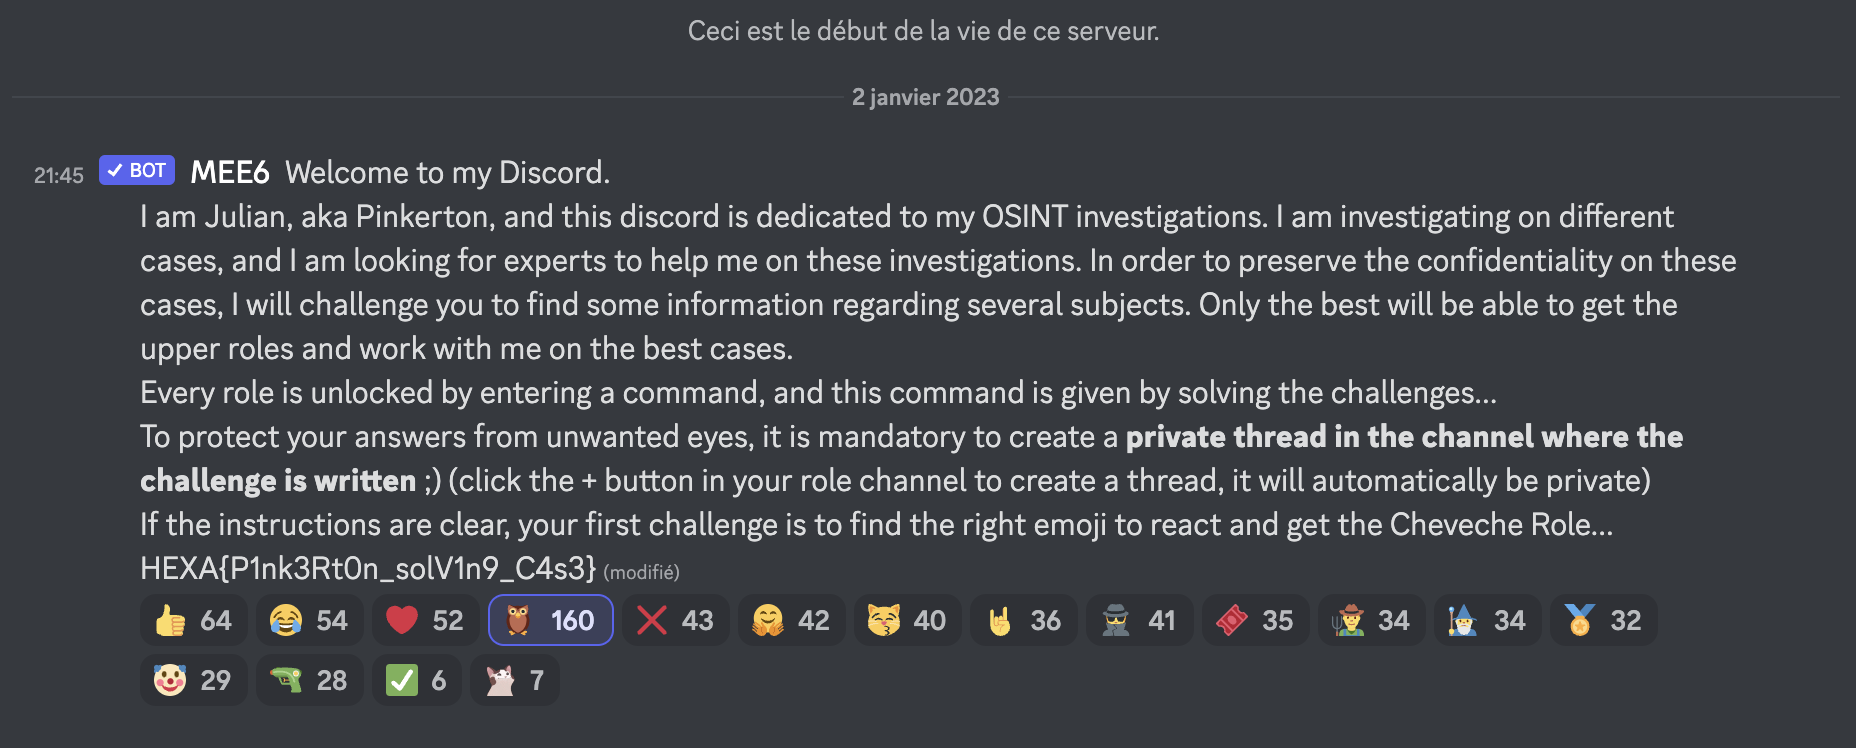 Ceci est le début de la vie de ce serveur.
2 janvier 2023
21:45 BOT MEE6 Welcome to my Discord.
I am Julian, aka Pinkerton, and this discord is dedicated to my OSINT investigations. I am investigating on different
cases, and I am looking for experts to help me on these investigations. In order to preserve the confidentiality on these
cases, I will challenge you to find some information regarding several subjects. Only the best will be able to get the
upper roles and work with me on the best cases.
Every role is unlocked by entering a command, and this command is given by solving the challenges...
To protect your answers from unwanted eyes, it is mandatory to create a private thread in the channel where the
challenge is written ;) (click the + button in your role channel to create a thread, it will automatically be private)
If the instructions are clear, your first challenge is to find the right emoji to react and get the Cheveche Role...
HEXA{P1nk3Rt0n_solV1n9_C4s3} (modifié)
64 54 52 160 43 42 40 36 41 35 34 34 32
29 28 6 7